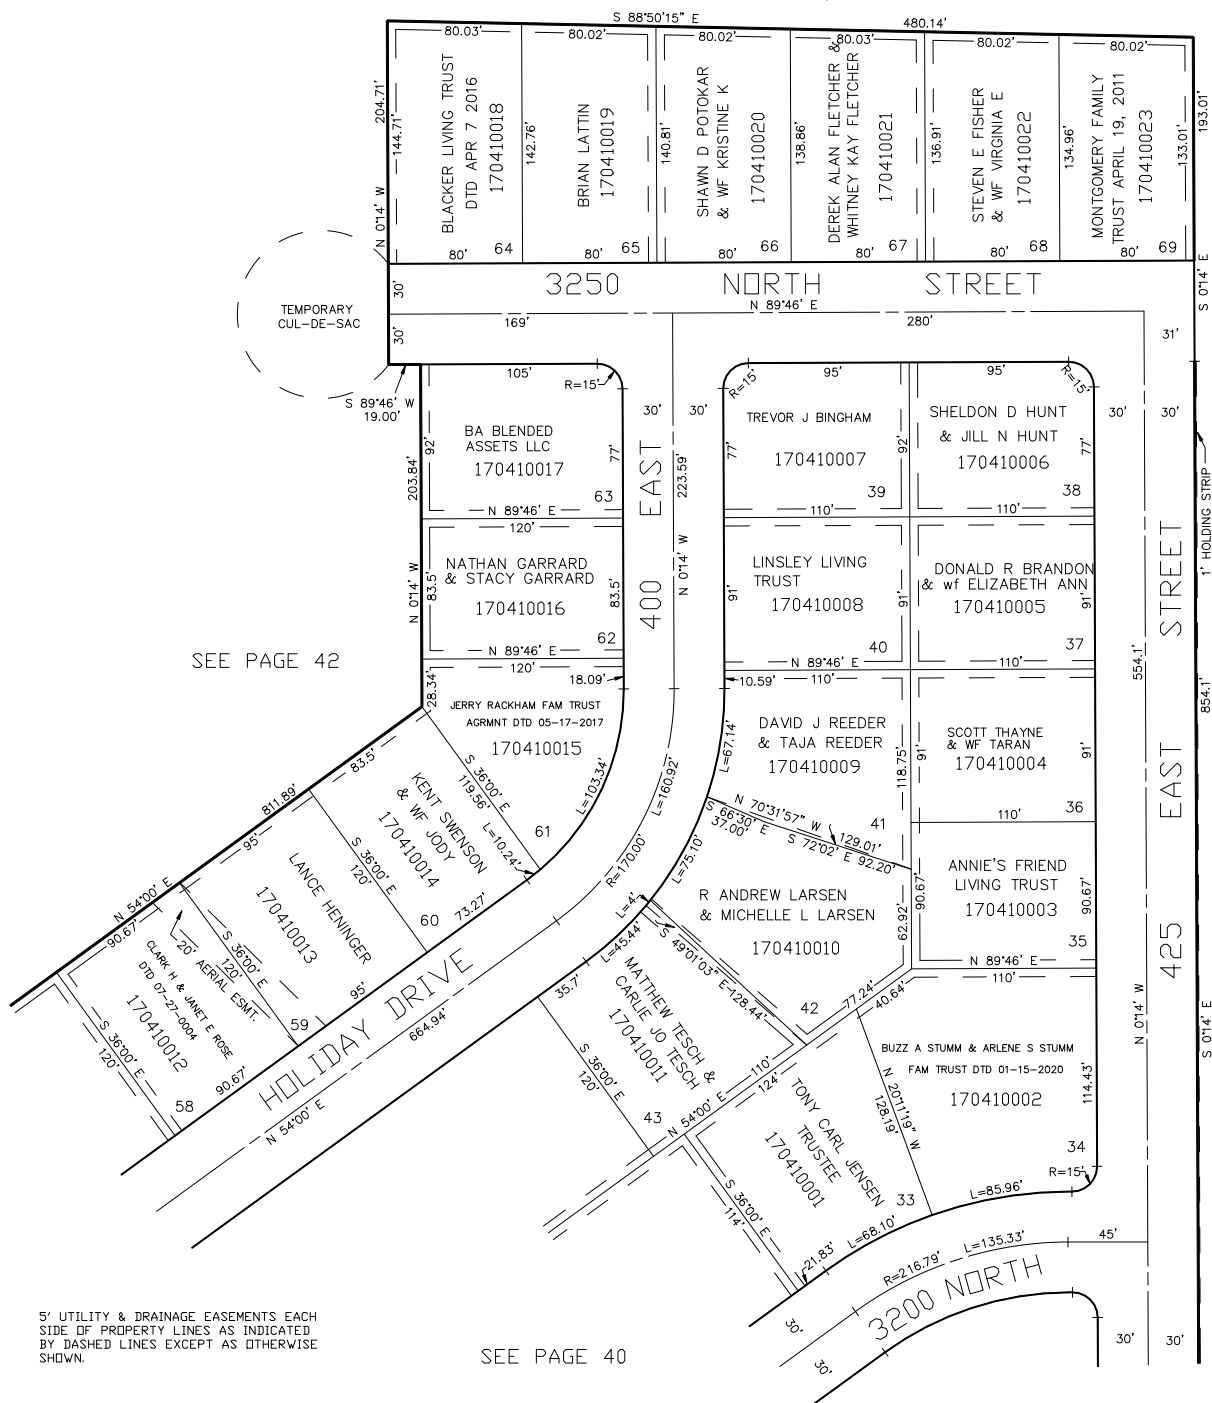 S 88°50'15" E
480.14'
80.03'
80.02'
80.02'
80.03'
80.02'
80.02'
204.71'
144.71'
N 0°14' W
BLACKER LIVING TRUST
DTD APR 7 2016
170410018
64
80'
142.76'
BRIAN LATTIN
170410019
65
80'
140.81'
SHAWN D POTOKAR
& WF KRISTINE K
170410020
66
80'
138.86'
DEREK ALAN FLETCHER &
WHITNEY KAY FLETCHER
170410021
67
80'
136.91'
STEVEN E FISHER
& WF VIRGINIA E
170410022
68
80'
134.96'
MONTGOMERY FAMILY
TRUST APRIL 19, 2011
170410023
69
80'
133.01'
193.01'
S 0°14' E
TEMPORARY
CUL-DE-SAC
30'
30'
3250 NORTH STREET
N 89°46' E
169'
280'
31'
S 89°46' W
19.00'
105'
R=15'
92'
77'
BA BLENDED
ASSETS LLC
170410017
63
N 89°46' E
120'
203.84'
N 0°14' W
NATHAN GARRARD
& STACY GARRARD
170410016
83.5'
83.5'
62
N 89°46' E
120'
18.09'
28.34'
JERRY RACKHAM FAM TRUST
AGRMNT DTD 05-17-2017
170410015
L=103.34'
61
30'
30'
400 EAST
223.59'
N 0°14' W
R=15'
95'
77'
TREVOR J BINGHAM
170410007
92'
39
110'
95'
R=15'
SHELDON D HUNT
& JILL N HUNT
170410006
77'
38
110'
30'
30'
1' HOLDING STRIP
LINSLEY LIVING
TRUST
170410008
91'
91'
40
N 89°46' E
110'
10.59'
DONALD R BRANDON
& wf ELIZABETH ANN
170410005
91'
37
110'
554.1'
854.1'
425 EAST STREET
L=67.14'
DAVID J REEDER
& TAJA REEDER
170410009
118.75'
41
SCOTT THAYNE
& WF TARAN
170410004
91'
91'
36
110'
N 70°31'57" W
129.01'
S 66°30' E
37.00'
S 72°02' E 92.20'
L=160.92'
R=170.00'
L=75.10'
R ANDREW LARSEN
& MICHELLE L LARSEN
170410010
62.92'
42
77.24'
40.64'
ANNIE'S FRIEND
LIVING TRUST
170410003
90.67'
90.67'
35
N 89°46' E
110'
SEE PAGE 42
83.5'
S 36°00' E
119.56'
L=10.24'
KENT SWENSON
& WF JODY
170410014
60
73.27'
811.89'
95'
S 36°00' E
120'
LANCE HENINGER
170410013
59
95'
N 54°00' E
90.67'
20' AERIAL ESMT.
S 36°00' E
120'
CLARK H & JANET E ROSE
DTD 07-27-0004
170410012
S 36°00' E
120'
58
90.67'
HOLIDAY DRIVE
N 54°00' E
664.94'
L=4'
L=45.44'
35.7'
S 49°01'03" E 128.44'
MATTHEW TESCH &
CARLIE JO TESCH
170410011
S 36°00' E
120'
43
110'
N 54°00' E
124'
TONY CARL JENSEN
TRUSTEE
170410001
S 36°00' E
114'
33
N 20°11'19" W
128.19'
BUZZ A STUMM & ARLENE S STUMM
FAM TRUST DTD 01-15-2020
170410002
114.43'
34
R=15'
L=85.96'
L=68.10'
21.83'
N 0°14' W
S 0°14' E
R=216.79'
L=135.33'
45'
3200 NORTH
30'
30'
30'
30'
5' UTILITY & DRAINAGE EASEMENTS EACH
SIDE OF PROPERTY LINES AS INDICATED
BY DASHED LINES EXCEPT AS OTHERWISE
SHOWN.
SEE PAGE 40